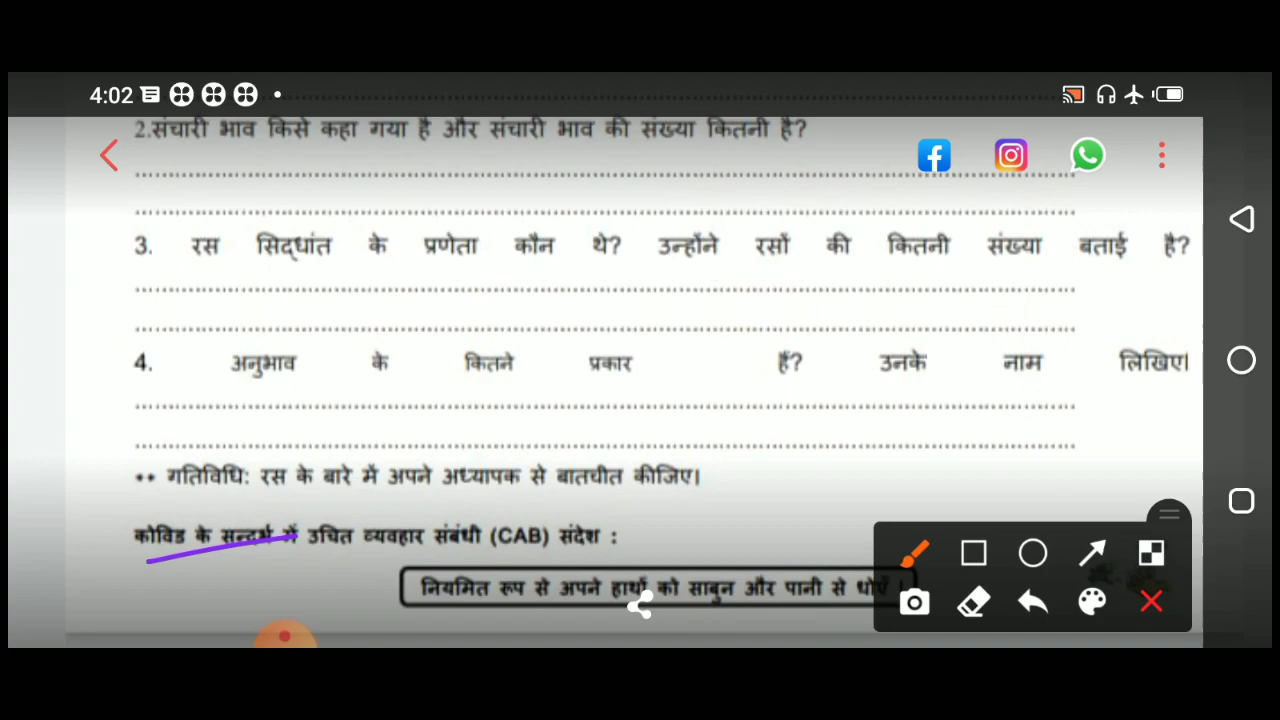 4:02
2.संचारी भाव किसे कहा गया है और संचारी भाव की संख्या कितनी है?
3. रस सिद्धांत के प्रणेता कौन थे? उन्होंने रसों की कितनी संख्या बताई है?
4. अनुभाव के कितने प्रकार हैं? उनके नाम लिखिए।
** गतिविधि: रस के बारे में अपने अध्यापक से बातचीत कीजिए।
कोविड के सन्दर्भ में उचित व्यवहार संबंधी (CAB) संदेश :
नियमित रूप से अपने हाथों को साबुन और पानी से धोएँ ।